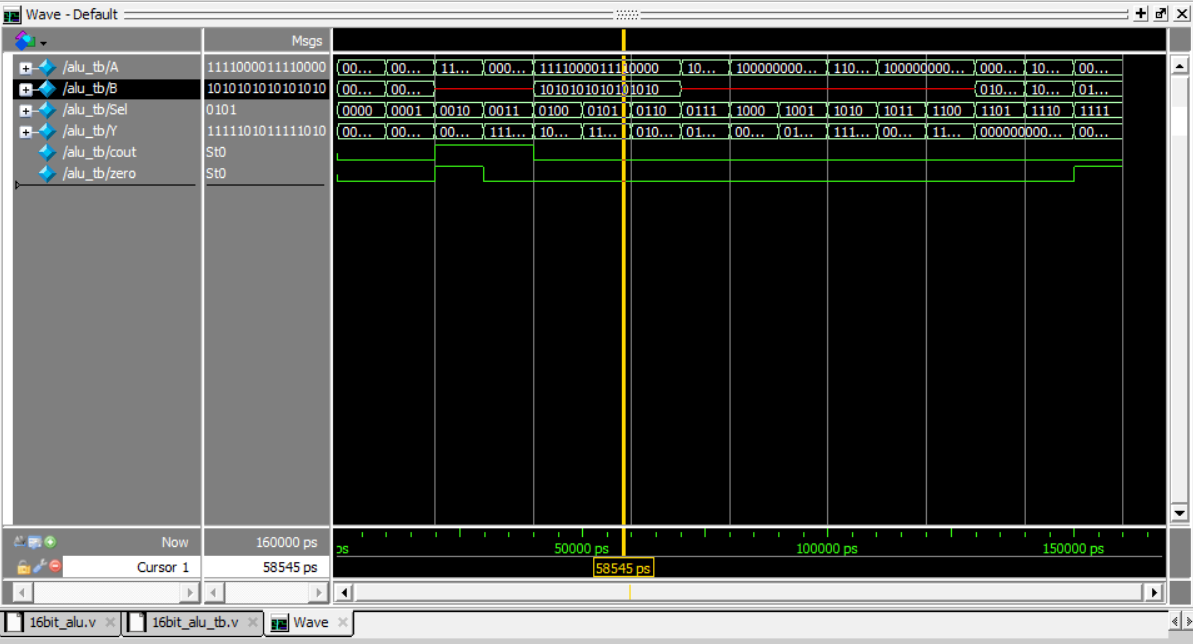 Wave - Default
Msgs
/alu_tb/A 1111000011110000 00... 00... 11... 000... 1111000011110000 10... 100000000... 110... 100000000... 000... 10... 00...
/alu_tb/B 1010101010101010 00... 00... 1010101010101010 010... 10... 01...
/alu_tb/Sel 0101 0000 0001 0010 0011 0100 0101 0110 0111 1000 1001 1010 1011 1100 1101 1110 1111
/alu_tb/Y 1111101011111010 00... 00... 00... 111... 10... 11... 010... 01... 00... 01... 111... 00... 11... 000000000... 00...
/alu_tb/cout St0
/alu_tb/zero St0
Now 160000 ps ps 50000 ps 100000 ps 150000 ps
Cursor 1 58545 ps 58545 ps
16bit_alu.v 16bit_alu_tb.v Wave